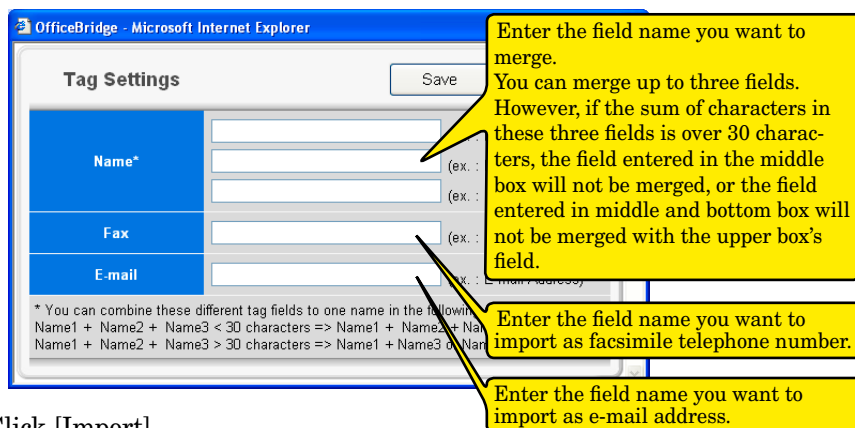 OfficeBridge - Microsoft Internet Explorer
Tag Settings
Save
Name*
(ex. :
(ex. :
Fax
(ex. :
E-mail
* You can combine these different tag fields to one name in the following
Name1 + Name2 + Name3 < 30 characters => Name1 + Name2 +
Name1 + Name2 + Name3 > 30 characters => Name1 + Name3
Enter the field name you want to
merge.
You can merge up to three fields.
However, if the sum of characters in
these three fields is over 30 charac-
ters, the field entered in the middle
box will not be merged, or the field
entered in middle and bottom box will
not be merged with the upper box's
field.
Enter the field name you want to
import as facsimile telephone number.
Enter the field name you want to
import as e-mail address.
Click [Import]